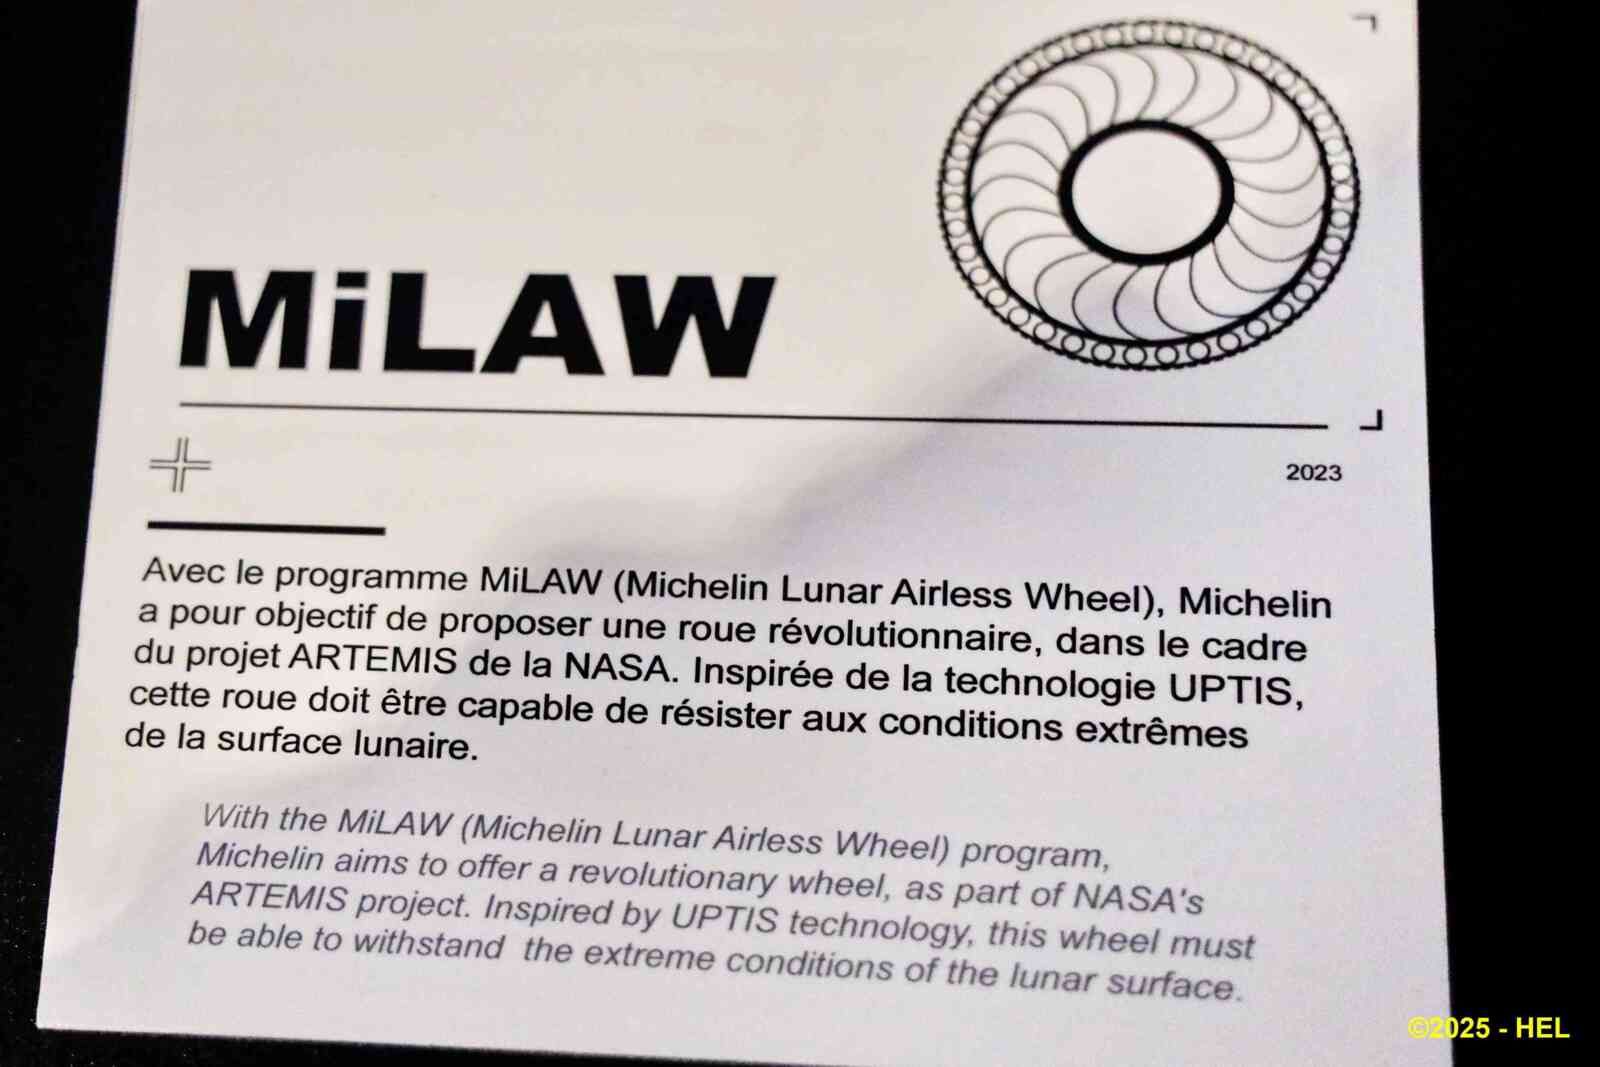 MiLAW
2023
Avec le programme MiLAW (Michelin Lunar Airless Wheel), Michelin
a pour objectif de proposer une roue révolutionnaire, dans le cadre
du projet ARTEMIS de la NASA. Inspirée de la technologie UPTIS,
cette roue doit être capable de résister aux conditions extrêmes
de la surface lunaire.
With the MiLAW (Michelin Lunar Airless Wheel) program,
Michelin aims to offer a revolutionary wheel, as part of NASA's
ARTEMIS project. Inspired by UPTIS technology, this wheel must
be able to withstand the extreme conditions of the lunar surface.
©2025 - HEL